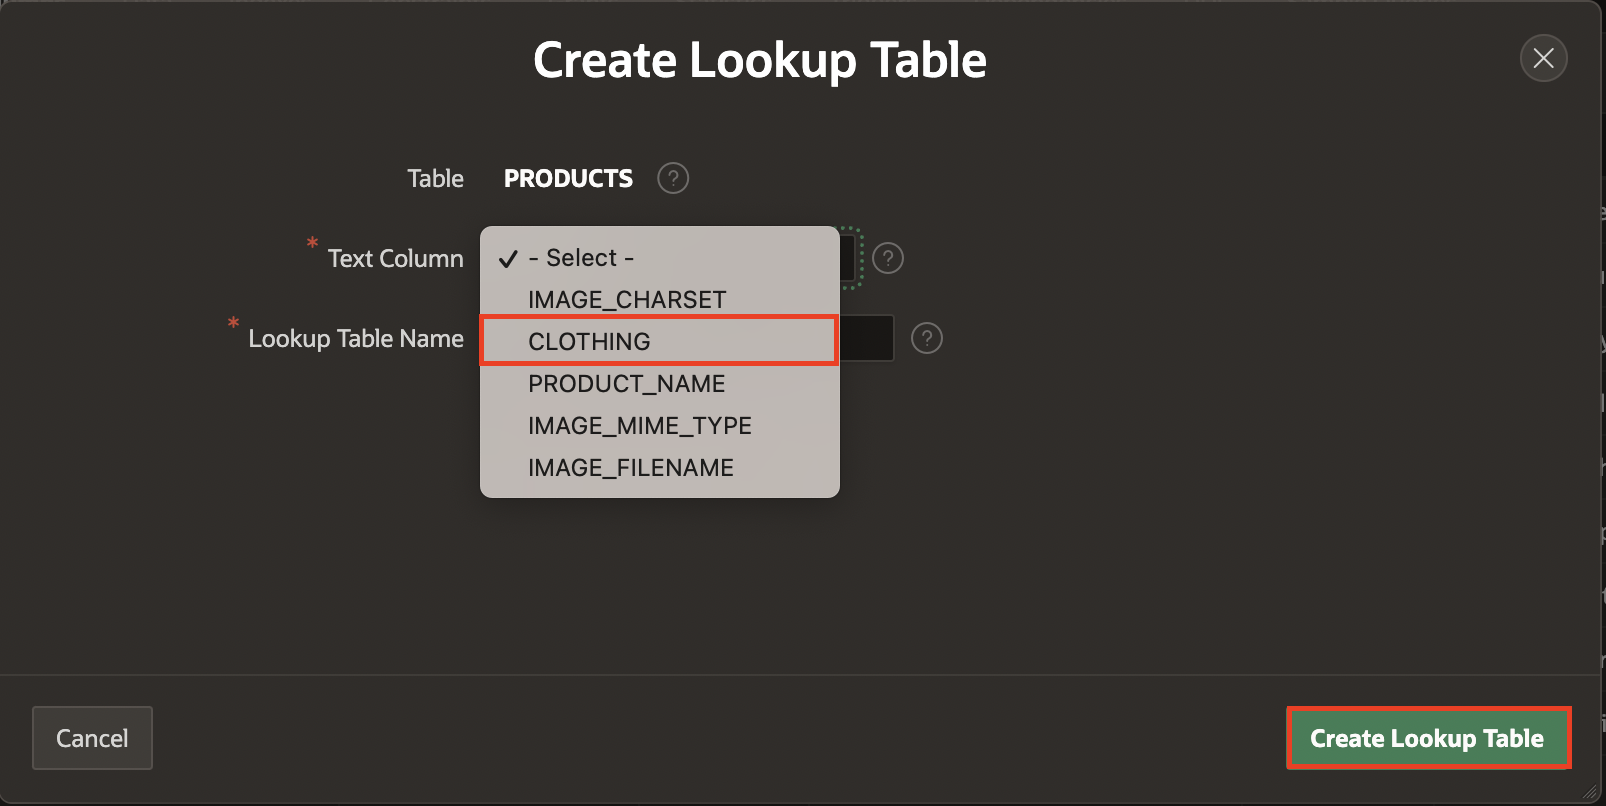 Create Lookup Table
Table PRODUCTS ?
* Text Column ?
✓ - Select -
IMAGE_CHARSET
* Lookup Table Name ?
CLOTHING
PRODUCT_NAME
IMAGE_MIME_TYPE
IMAGE_FILENAME
Cancel
Create Lookup Table